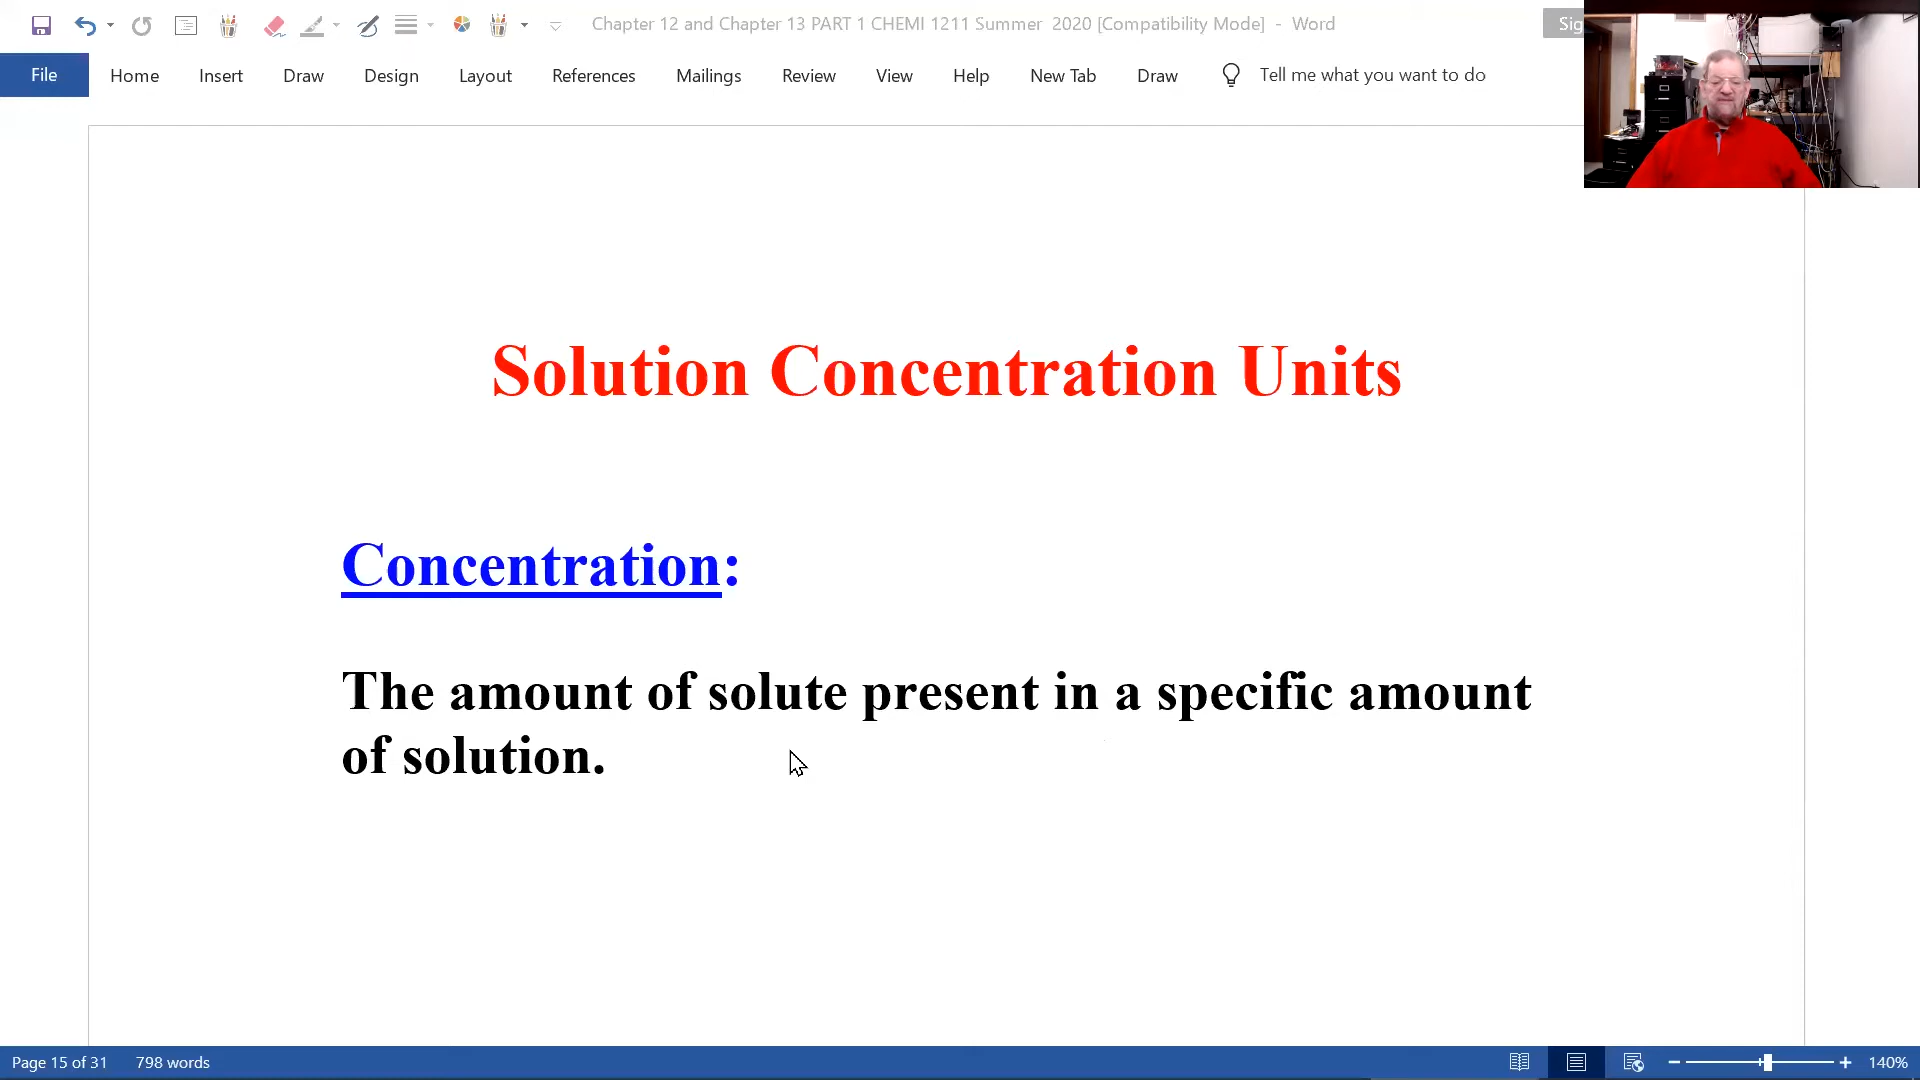 Chapter 12 and Chapter 13 PART 1 CHEMI 1211 Summer 2020 [Compatibility Mode] - Word
File Home Insert Draw Design Layout References Mailings Review View Help New Tab Draw Tell me what you want to do
Solution Concentration Units
Concentration:
The amount of solute present in a specific amount
of solution.
Page 15 of 31 798 words 140%